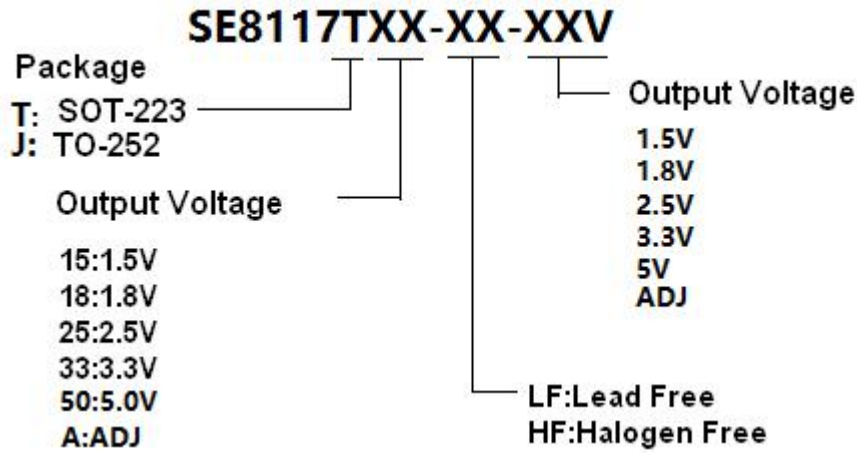 SE8117TXX-XX-XXV
Package
T: SOT-223
J: TO-252
Output Voltage
15:1.5V
18:1.8V
25:2.5V
33:3.3V
50:5.0V
A:ADJ
Output Voltage
1.5V
1.8V
2.5V
3.3V
5V
ADJ
LF:Lead Free
HF:Halogen Free